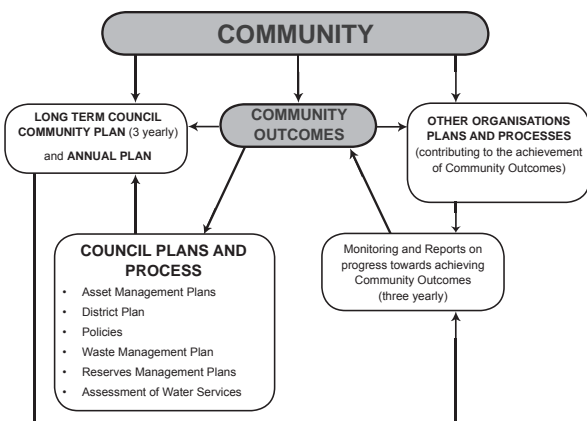 COMMUNITY
LONG TERM COUNCIL
COMMUNITY PLAN (3 yearly)
and ANNUAL PLAN
COMMUNITY
OUTCOMES
OTHER ORGANISATIONS
PLANS AND PROCESSES
(contributing to the achievement
of Community Outcomes)
COUNCIL PLANS AND
PROCESS
• Asset Management Plans
• District Plan
• Policies
• Waste Management Plan
• Reserves Management Plans
• Assessment of Water Services
Monitoring and Reports on
progress towards achieving
Community Outcomes
(three yearly)